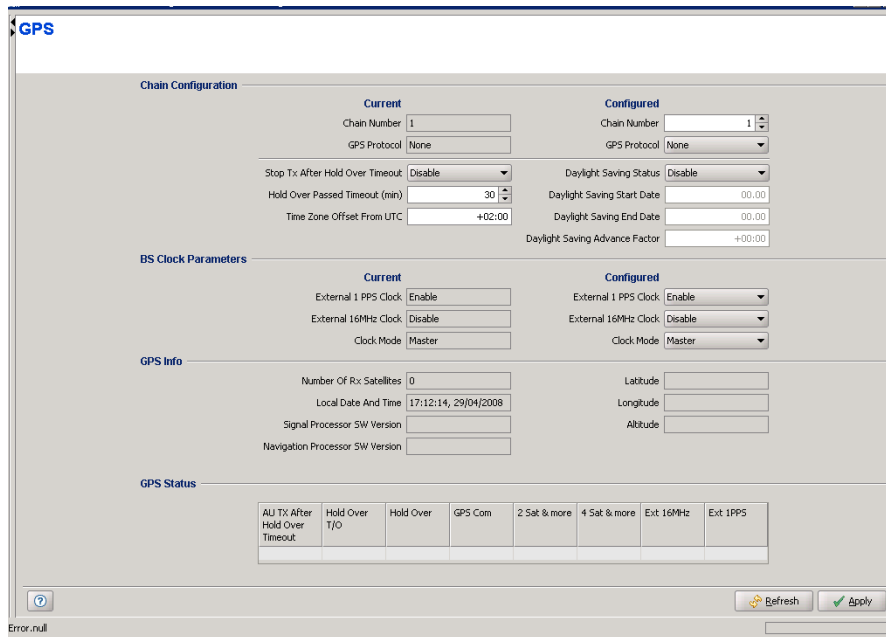 GPS
Chain Configuration
Current Configured
Chain Number 1 Chain Number 1
GPS Protocol None GPS Protocol None
Stop Tx After Hold Over Timeout Disable Daylight Saving Status Disable
Hold Over Passed Timeout (min) 30 Daylight Saving Start Date 00.00
Time Zone Offset From UTC +02:00 Daylight Saving End Date 00.00
Daylight Saving Advance Factor +00:00
BS Clock Parameters
Current Configured
External 1 PPS Clock Enable External 1 PPS Clock Enable
External 16MHz Clock Disable External 16MHz Clock Disable
Clock Mode Master Clock Mode Master
GPS Info
Number Of Rx Satellites 0 Latitude
Local Date And Time 17:12:14, 29/04/2008 Longitude
Signal Processor SW Version Altitude
Navigation Processor SW Version
GPS Status
AU TX After Hold Over Timeout Hold Over T/O Hold Over GPS Com 2 Sat & more 4 Sat & more Ext 16MHz Ext 1PPS
? Refresh Apply
Error.null